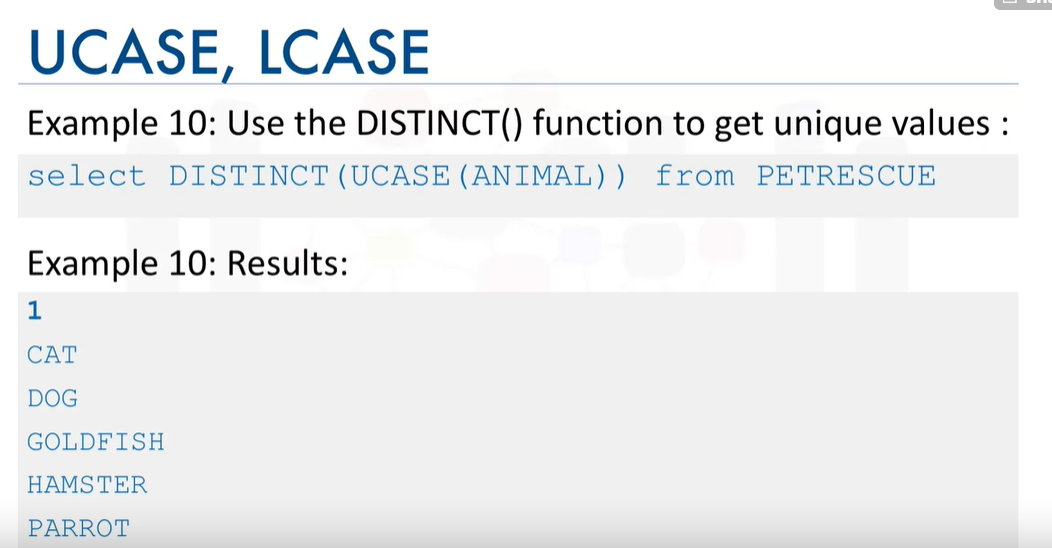 UCASE, LCASE
Example 10: Use the DISTINCT() function to get unique values :
select DISTINCT(UCASE(ANIMAL)) from PETRESCUE
Example 10: Results:
1
CAT
DOG
GOLDFISH
HAMSTER
PARROT